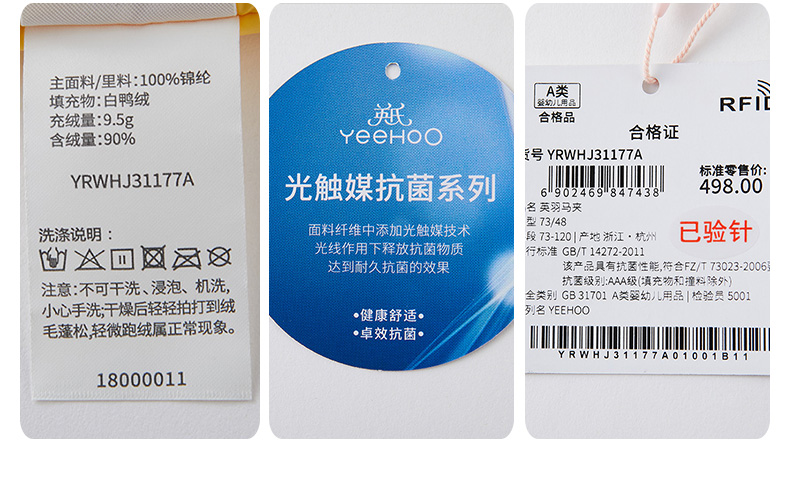 主面料/里料:100%锦纶
填充物:白鸭绒
充绒量:9.5g
含绒量:90%
YRWHJ31177A
洗涤说明:
注意:不可干洗、浸泡、机洗,
小心手洗;干燥后轻轻拍打到绒
毛蓬松,轻微跑绒属正常现象。
18000011
英氏
YeeHOO
光触媒抗菌系列
面料纤维中添加光触媒技术
光线作用下释放抗菌物质
达到耐久抗菌的效果
•健康舒适•
•卓效抗菌•
A类
婴幼儿用品
合格品
RFID
合格证
货号 YRWHJ31177A
6 902469 847438
标准零售价:
498.00
名 英羽马夹
型 73/48
段 73-120 | 产地 浙江·杭州
已验针
行标准 GB/T 14272-2011
该产品具有抗菌性能,符合FZ/T 73023-2006
抗菌级别:AAA级(填充物和撞料除外)
全类别 GB 31701 A类婴幼儿用品 | 检验员 5001
列名 YEEHOO
YRWHJ31177A01001B11